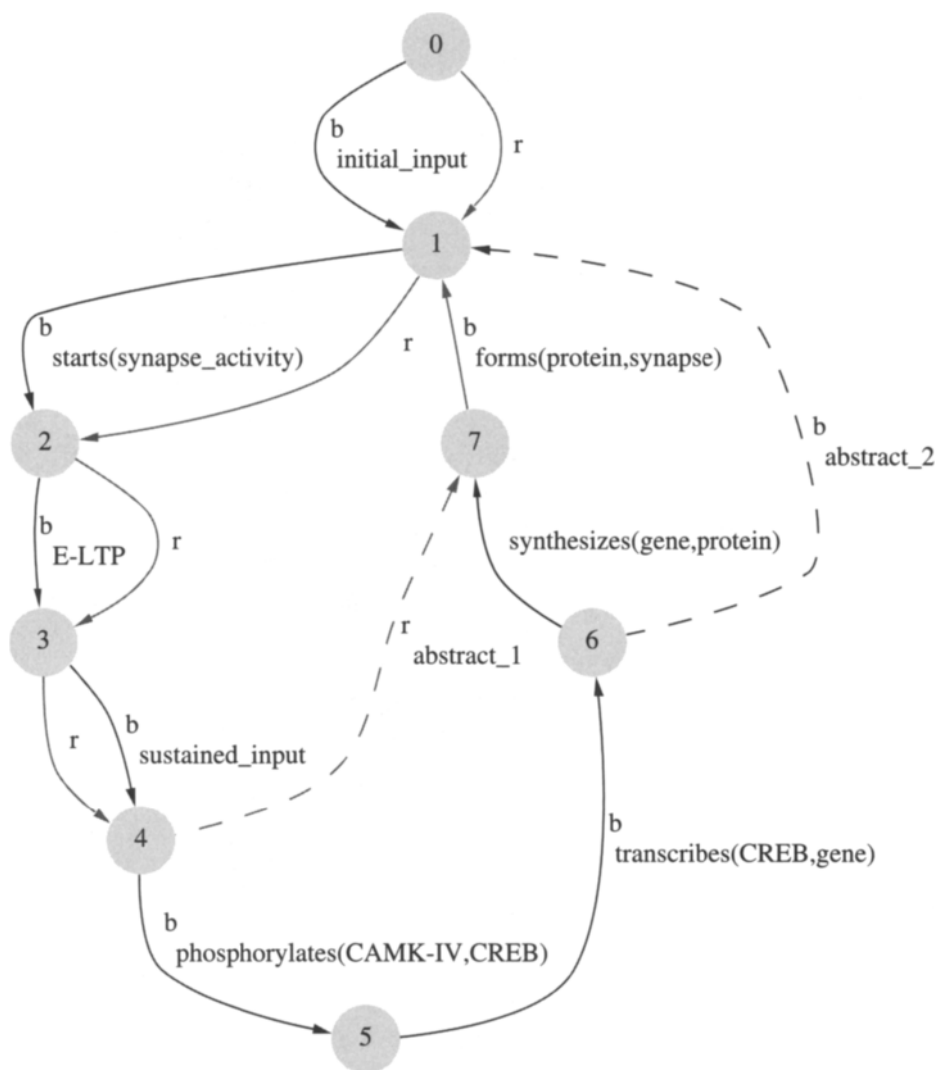 0
b
initial_input
r
1
b
starts(synapse_activity)
r
b
forms(protein,synapse)
2
7
b
abstract_2
b
E-LTP
r
synthesizes(gene,protein)
3
6
r
abstract_1
r
b
sustained_input
4
b
transcribes(CREB,gene)
b
phosphorylates(CAMK-IV,CREB)
5